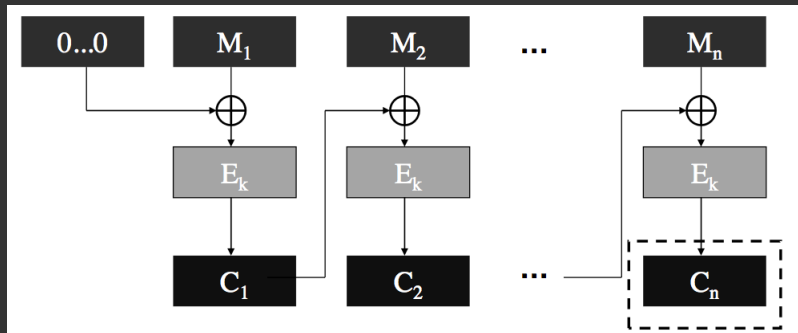 0...0 M₁ M₂ ... Mₙ
Eₖ Eₖ Eₖ
C₁ C₂ ... Cₙ